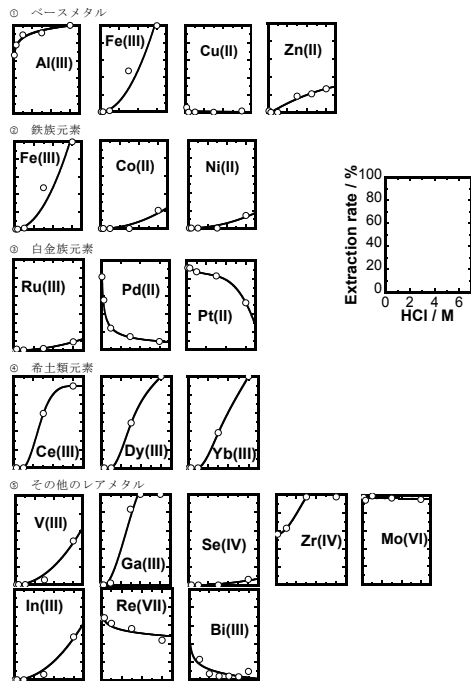 ① ベースメタル
Al(III)
Fe(III)
Cu(II)
Zn(II)
② 鉄族元素
Fe(III)
Co(II)
Ni(II)
Extraction rate / %
100
80
60
40
20
0
0 2 4 6
HCl / M
③ 白金族元素
Ru(III)
Pd(II)
Pt(II)
④ 希土類元素
Ce(III)
Dy(III)
Yb(III)
⑤ その他のレアメタル
V(III)
Ga(III)
Se(IV)
Zr(IV)
Mo(VI)
In(III)
Re(VII)
Bi(III)